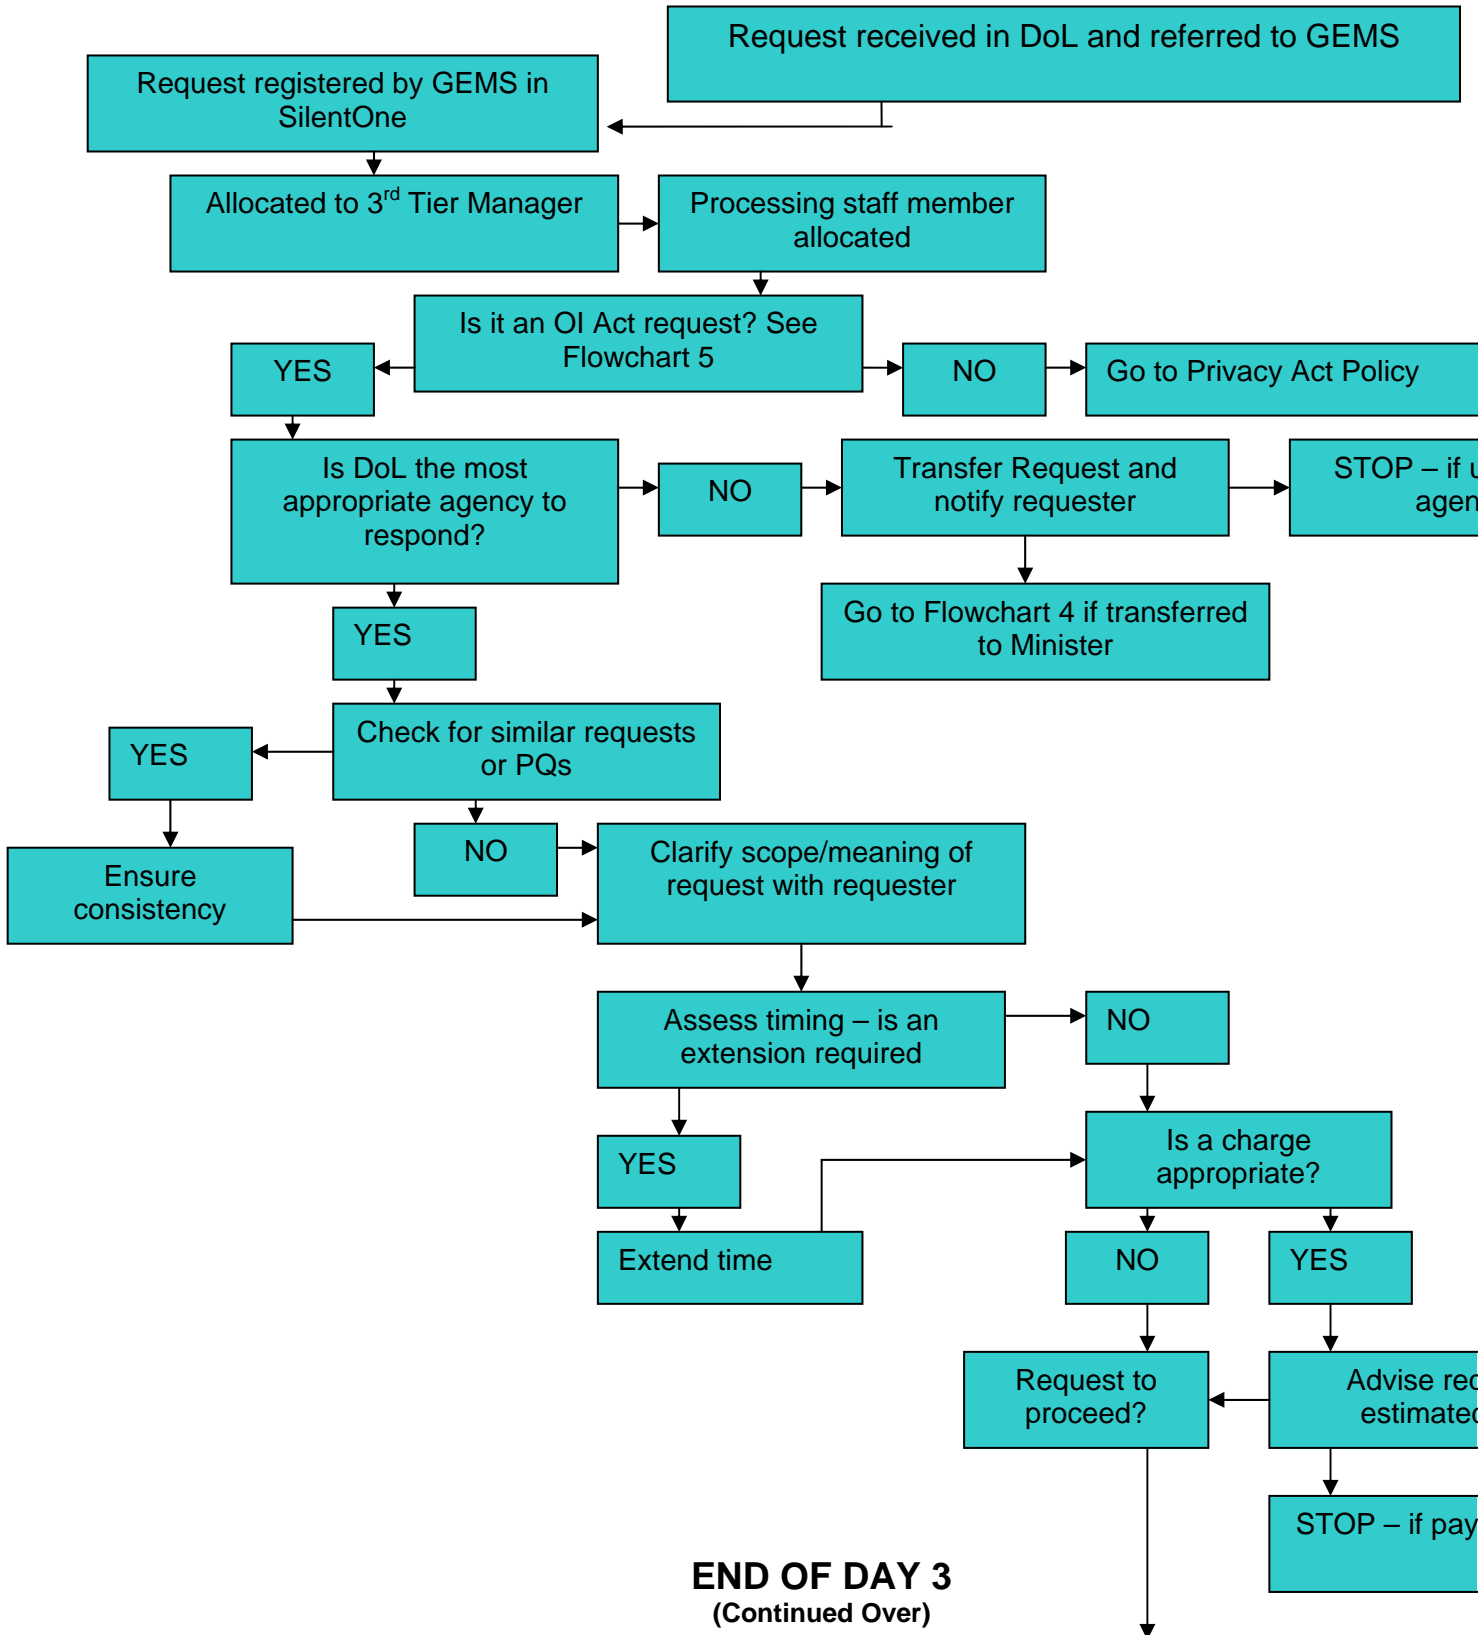 Request received in DoL and referred to GEMS
Request registered by GEMS in
SilentOne
Allocated to 3rd Tier Manager
Processing staff member
allocated
Is it an OI Act request? See
Flowchart 5
YES
NO
Go to Privacy Act Policy
Is DoL the most
appropriate agency to
respond?
NO
Transfer Request and
notify requester
STOP – if
YES
Go to Flowchart 4 if transferred
to Minister
Check for similar requests
or PQs
YES
NO
Clarify scope/meaning of
request with requester
Ensure
consistency
Assess timing – is an
extension required
NO
YES
Is a charge
appropriate?
Extend time
NO
YES
Request to
proceed?
Advise
estimated
STOP – if
END OF DAY 3
(Continued Over)